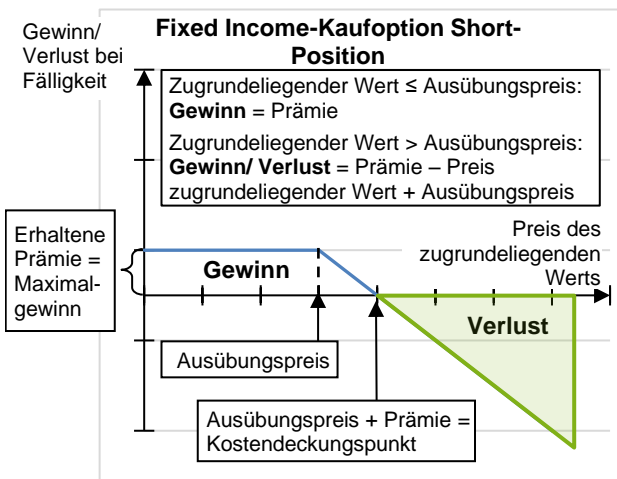 Gewinn/
Verlust bei
Fälligkeit
Fixed Income-Kaufoption Short-
Position
Zugrundeliegender Wert ≤ Ausübungspreis:
Gewinn = Prämie
Zugrundeliegender Wert > Ausübungspreis:
Gewinn/ Verlust = Prämie – Preis
zugrundeliegender Wert + Ausübungspreis
Erhaltene
Prämie =
Maximal-
gewinn
Gewinn
Preis des
zugrundeliegenden
Werts
Verlust
Ausübungspreis
Ausübungspreis + Prämie =
Kostendeckungspunkt